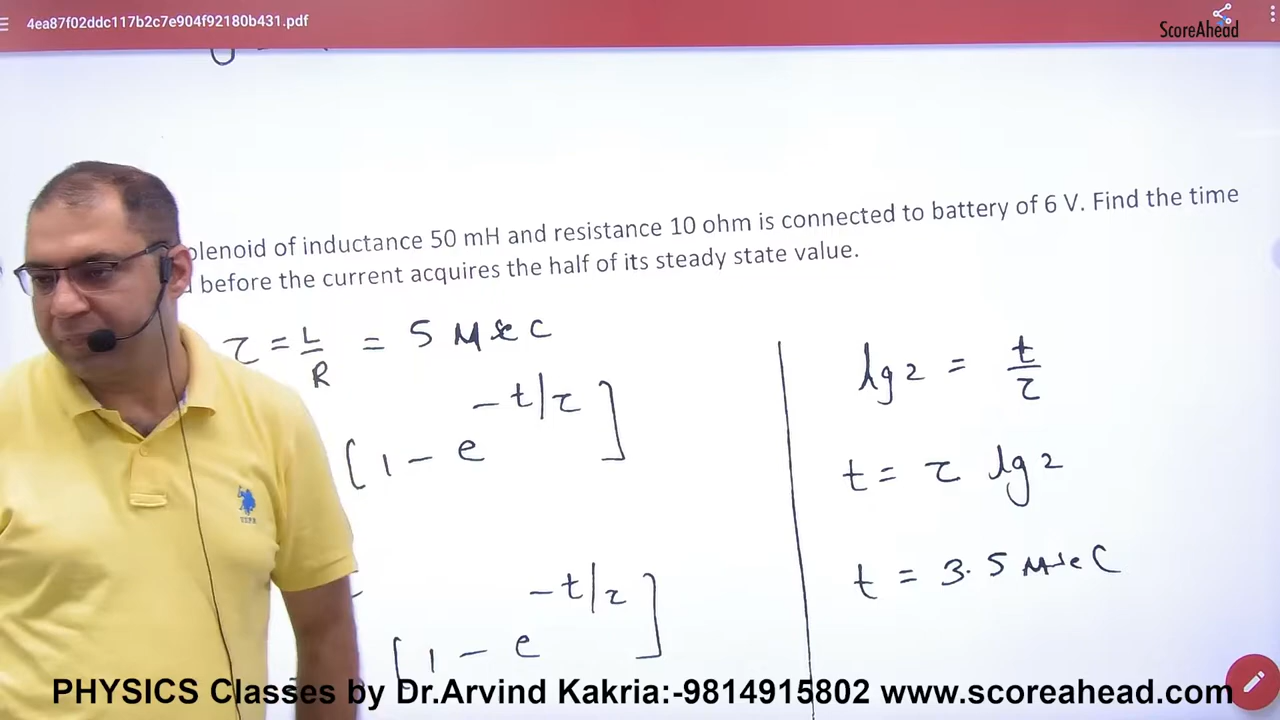 4ea87f02ddc117b2c7e904f92180b431.pdf
ScoreAhead
olenoid of inductance 50 mH and resistance 10 ohm is connected to battery of 6 V. Find the time
before the current acquires the half of its steady state value.
τ = L/R = 5 msec
[1 - e^-t/τ]
[1 - e^-t/τ]
lg 2 = t/τ
t = τ lg 2
t = 3.5 msec
USPA
PHYSICS Classes by Dr.Arvind Kakria:-9814915802 www.scoreahead.com